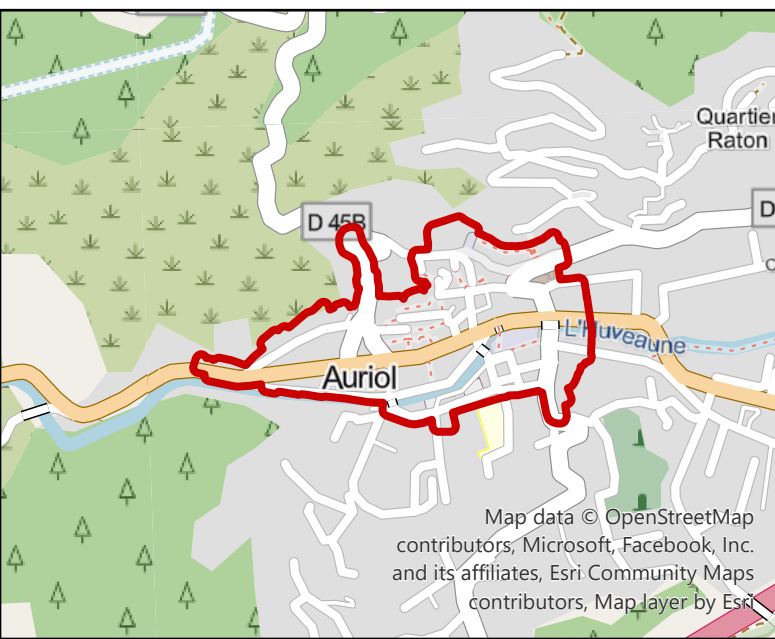 Quartier
Raton
D 45B
D
Auriol
L'Huveaune
Map data © OpenStreetMap
contributors, Microsoft, Facebook, Inc.
and its affiliates, Esri Community Maps
contributors, Map layer by Esri